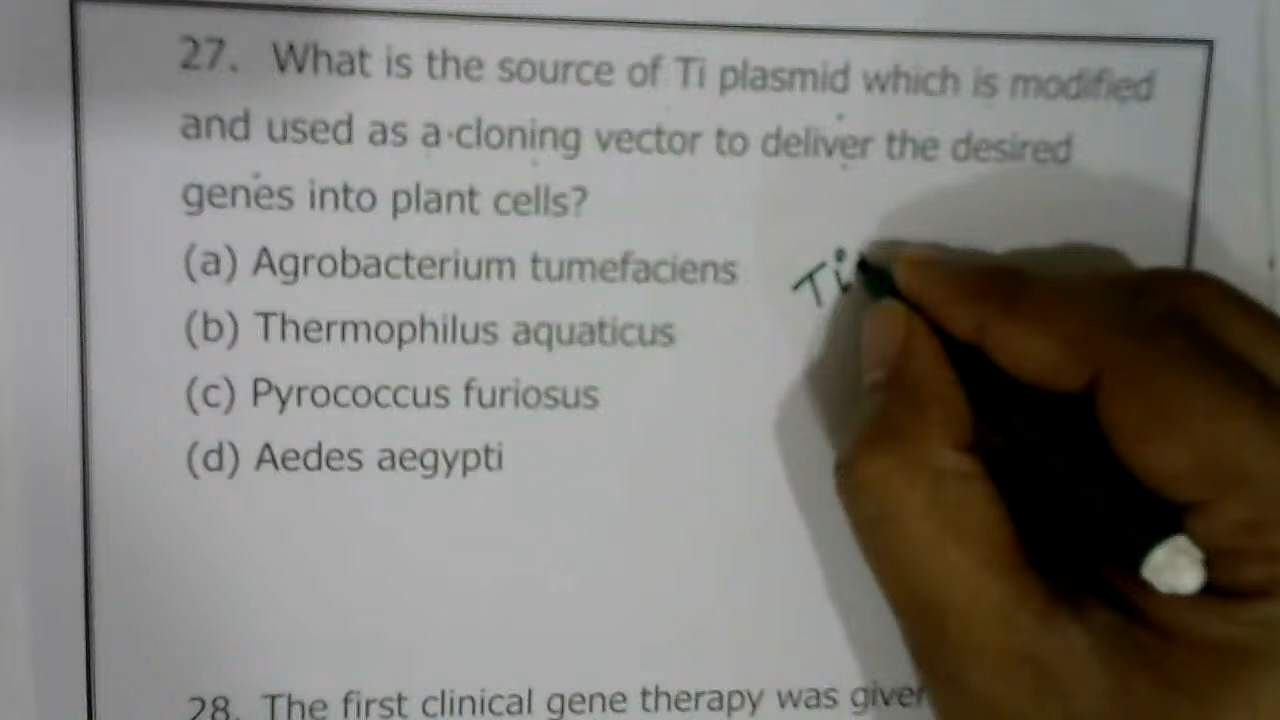 27. What is the source of Ti plasmid which is modified
and used as a cloning vector to deliver the desired
genes into plant cells?
(a) Agrobacterium tumefaciens
Ti
(b) Thermophilus aquaticus
(c) Pyrococcus furiosus
(d) Aedes aegypti
28. The first clinical gene therapy was given